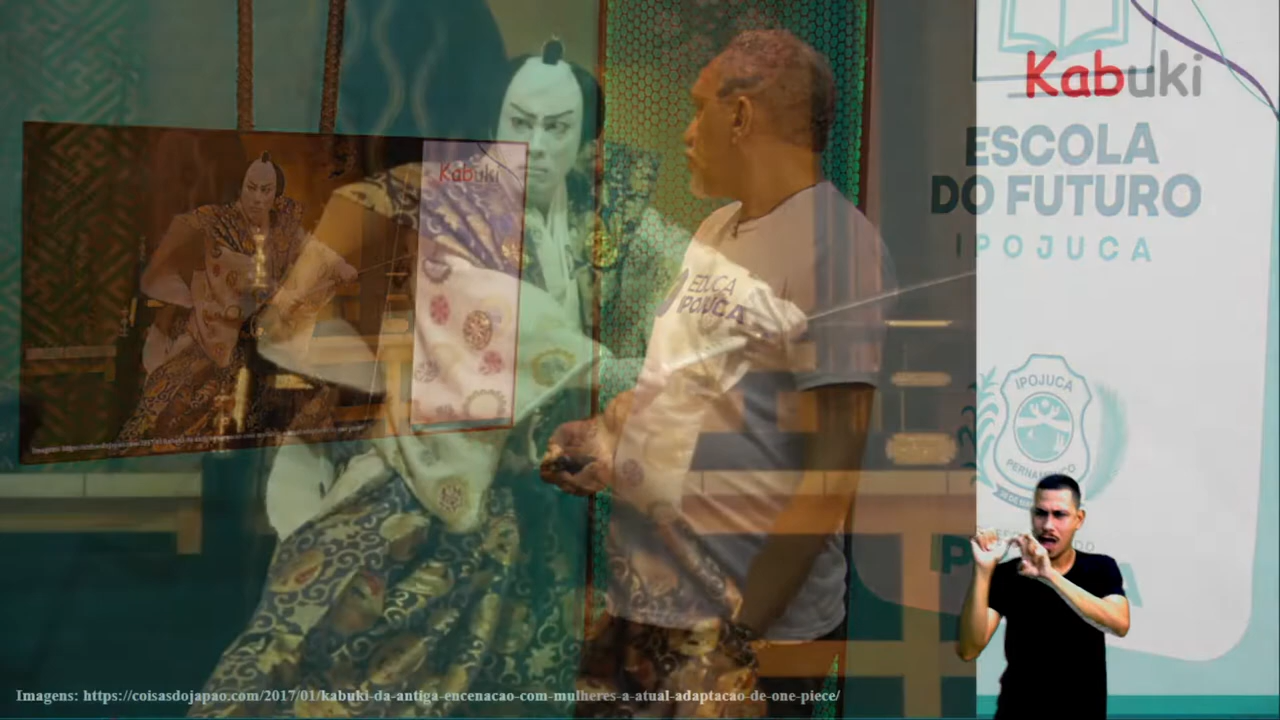 Kabuki
Kabuki
ESCOLA
DO FUTURO
IPOJUCA
EDUCA
IPOJUCA
IPOJUCA
PERNAMBUCO
Imagens: https://coisasdojapao.com/2017/01/kabuki-da-antiga-encenacao-com-mulheres-a-atual-adaptacao-de-one-piece/